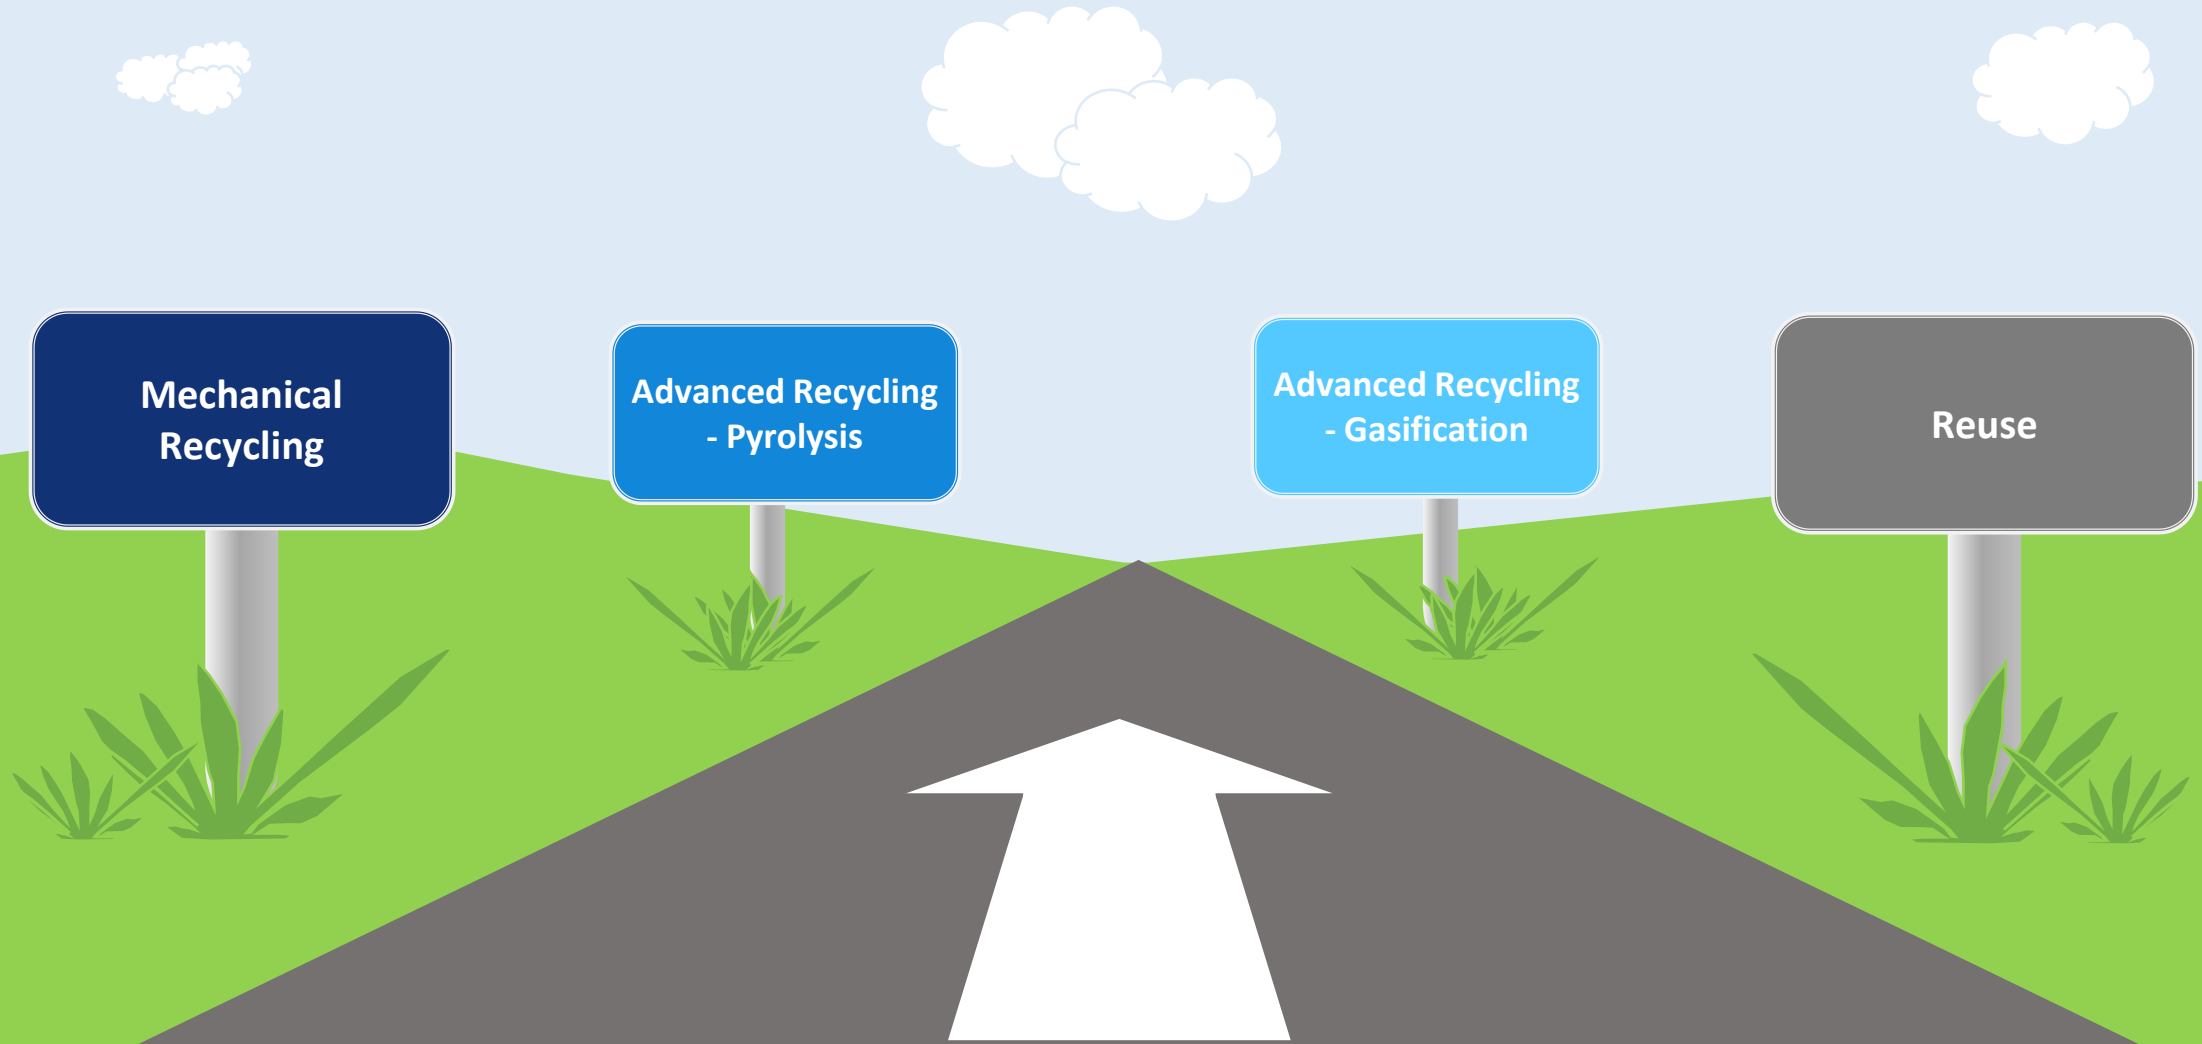 Mechanical
Recycling
Advanced Recycling
- Pyrolysis
Advanced Recycling
- Gasification
Reuse